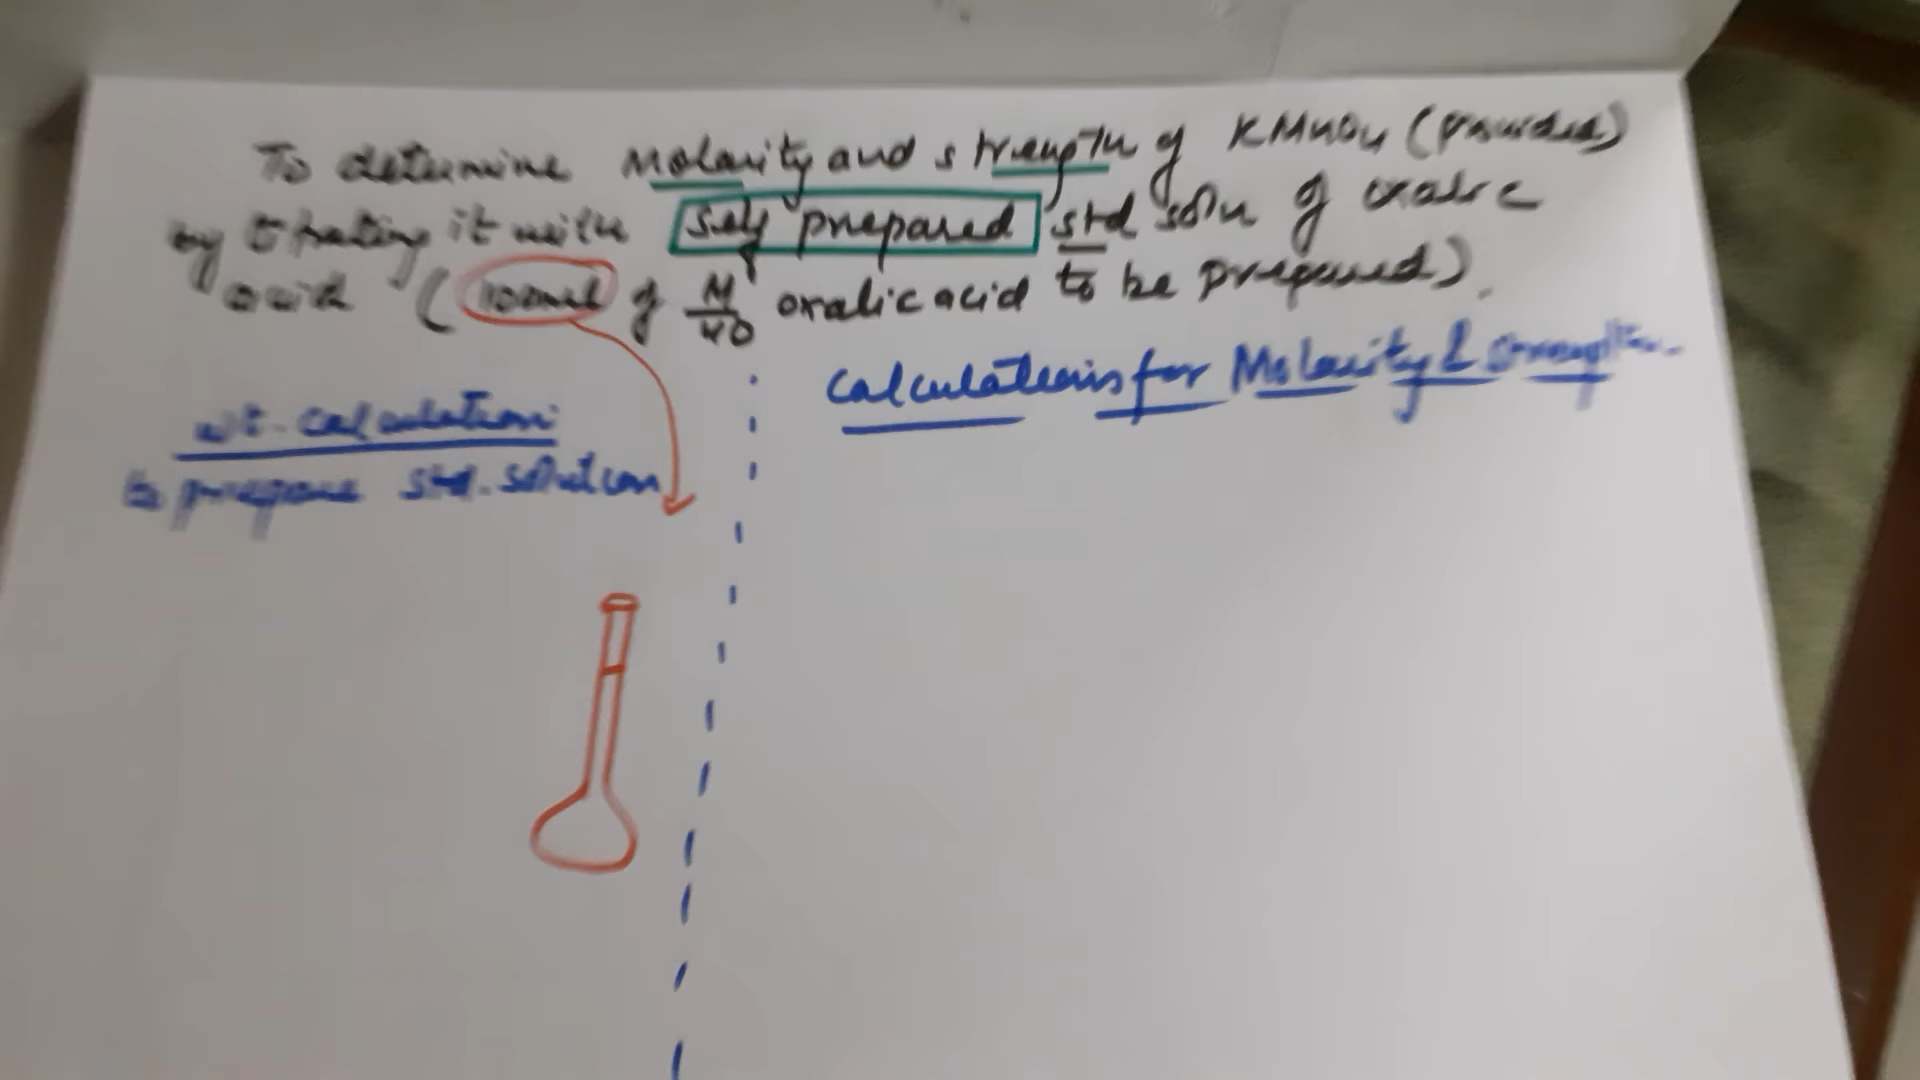 To determine Molarity and strength of KMnO4 (provided)
by titrating it with self prepared std soln of oxalic
acid (100ml of M/40 oxalic acid to be prepared).
Calculations for Molarity & Strength.
wt. calculation
to prepare std. solution